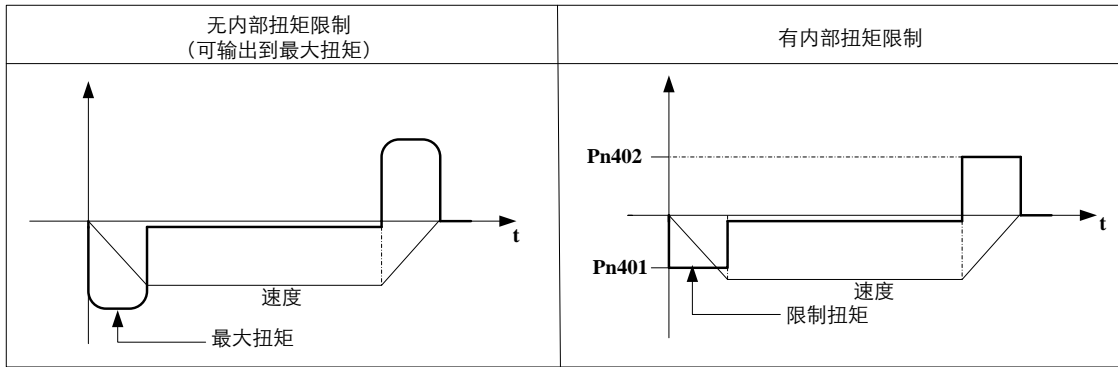 无内部扭矩限制
（可输出到最大扭矩）
有内部扭矩限制
t
速度
最大扭矩
Pn402
Pn401
t
速度
限制扭矩